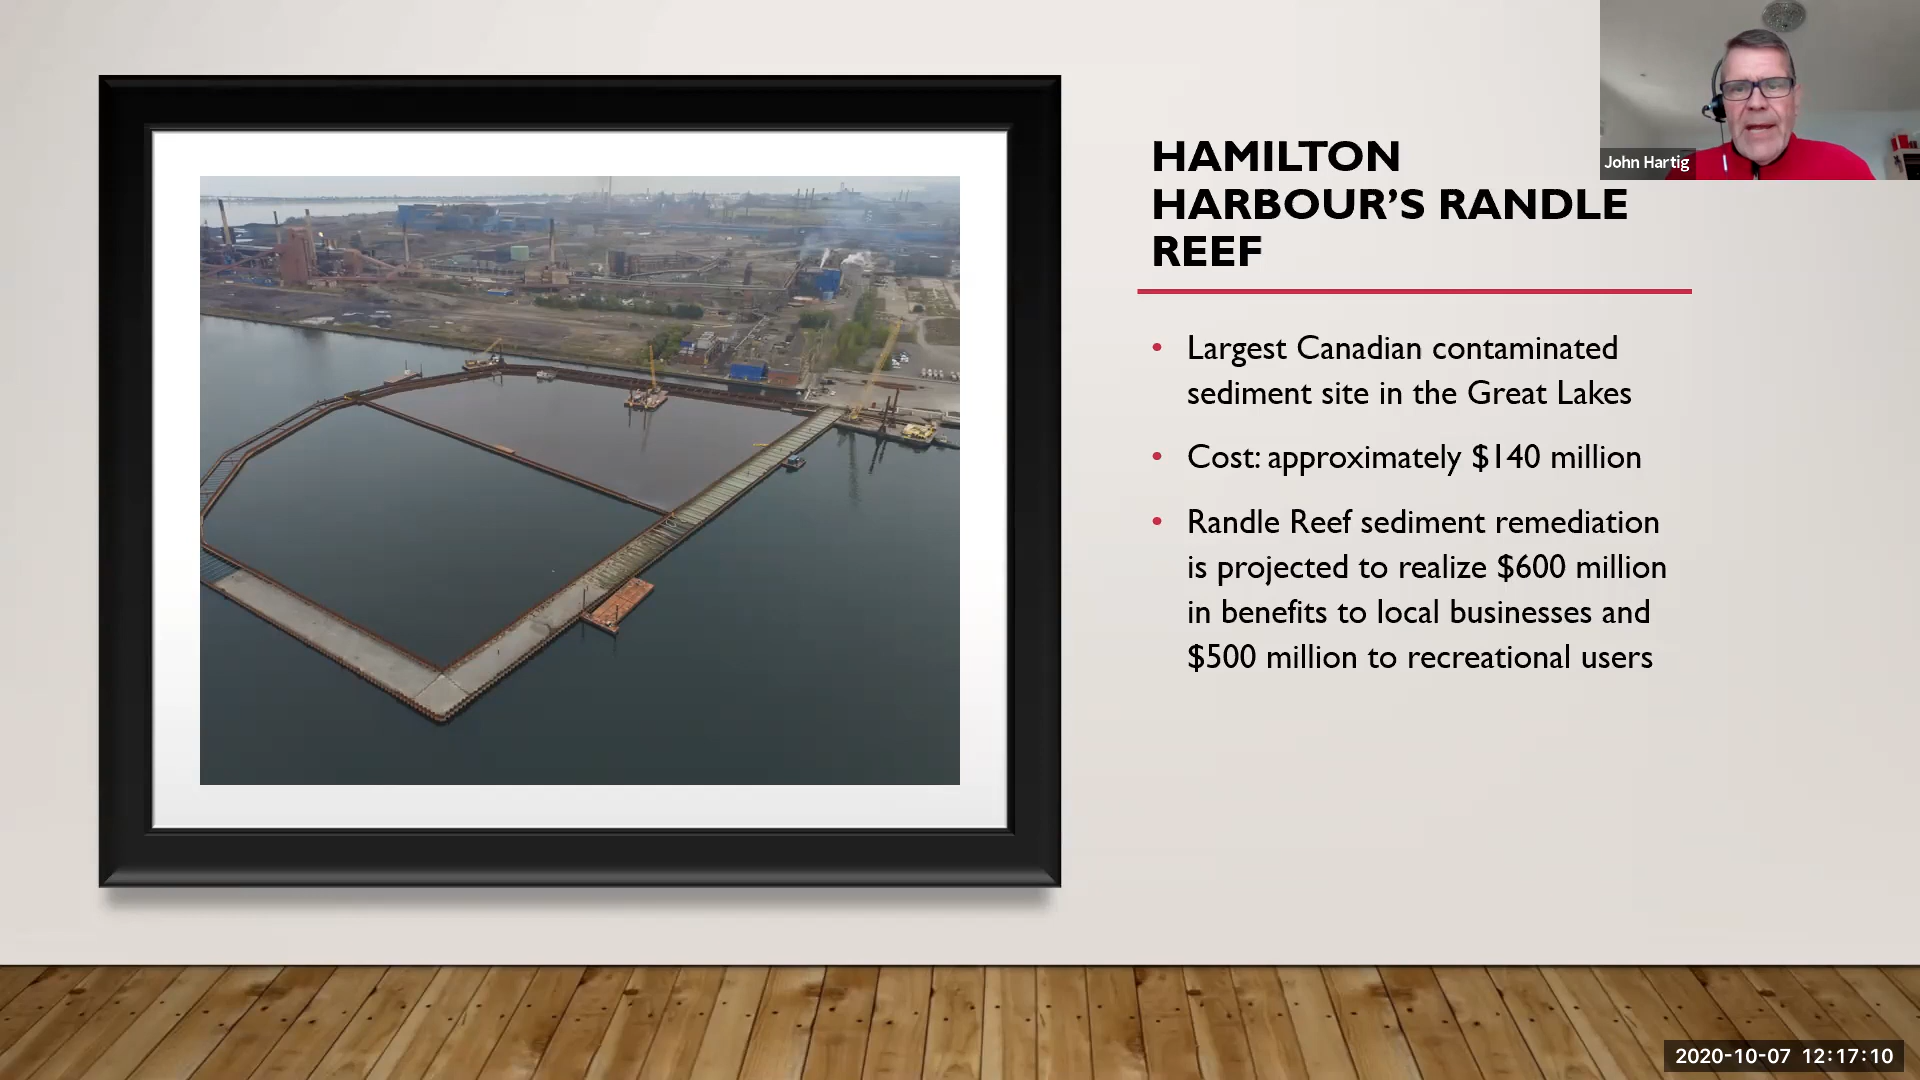 HAMILTON
HARBOUR'S RANDLE
REEF
• Largest Canadian contaminated
sediment site in the Great Lakes
• Cost: approximately $140 million
• Randle Reef sediment remediation
is projected to realize $600 million
in benefits to local businesses and
$500 million to recreational users
John Hartig
2020-10-07 12:17:10